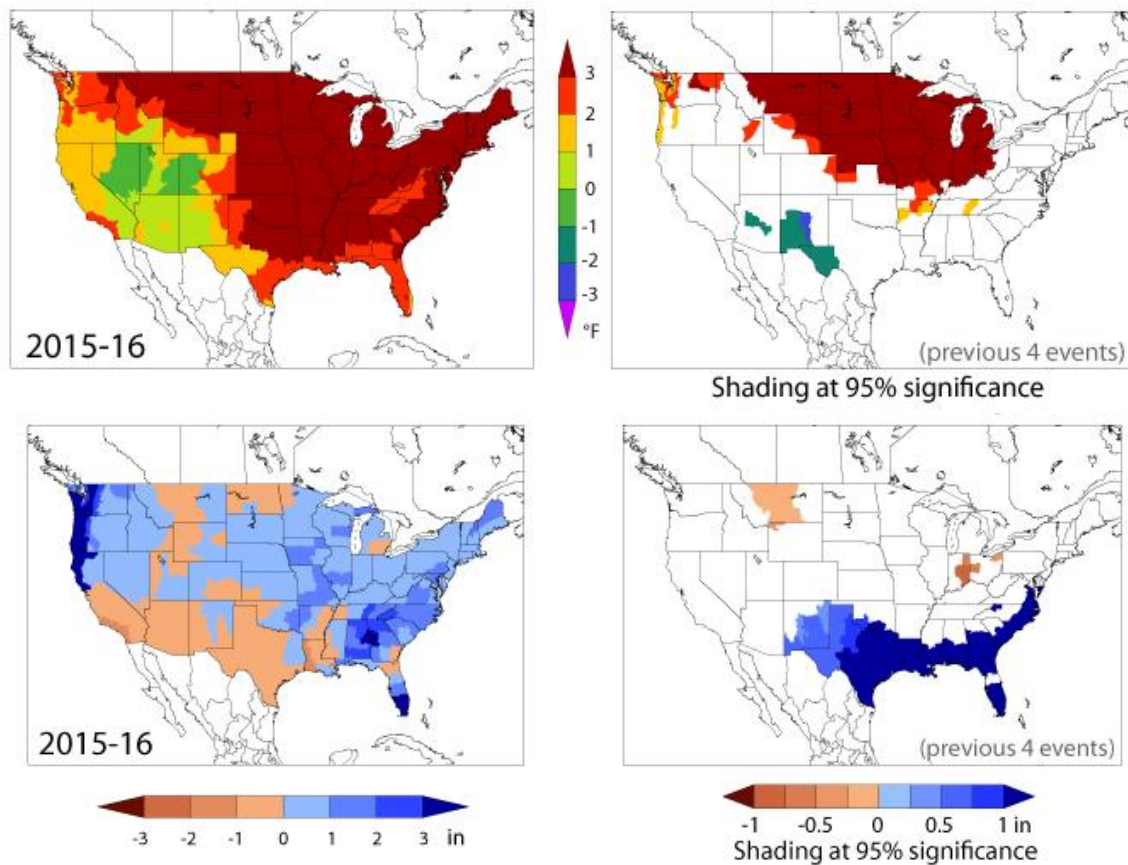 3
2
1
0
-1
-2
-3
°F
2015-16
(previous 4 events)
Shading at 95% significance
2015-16
(previous 4 events)
-3 -2 -1 0 1 2 3 in
-1 -0.5 0 0.5 1 in
Shading at 95% significance